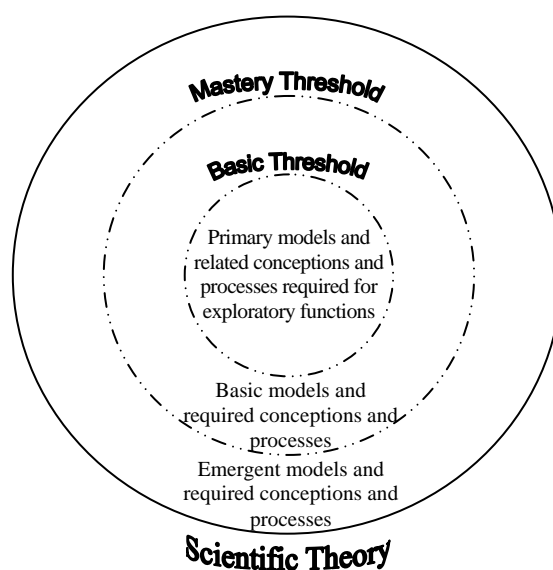 Mastery Threshold
Basic Threshold
Primary models and
related conceptions and
processes required for
exploratory functions
Basic models and
required conceptions and
processes
Emergent models and
required conceptions and
processes
Scientific Theory